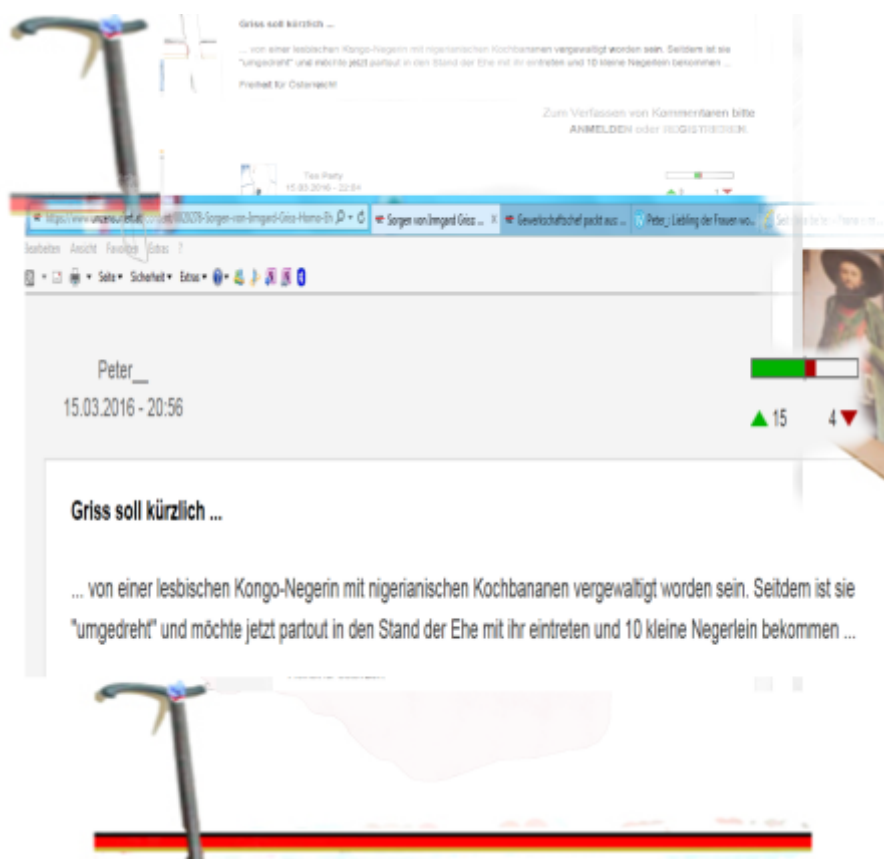 Griss soll kürzlich ...
... von einer lesbischen Kongo-Negerin mit nigerianischen Kochbananen vergewaltigt worden sein. Seitdem ist sie
"umgedreht" und möchte jetzt partout in den Stand der Ehe mit ihr eintreten und 10 kleine Negerlein bekommen ...
Freiheit für Österreich!
Zum Verfassen von Kommentaren bitte
ANMELDEN oder REGISTRIEREN
Tea Party
15.03.2016 - 22:04
Sorgen von Irmgard Griss ... X Gewerkschaftschef packt aus: ... Peter_: Liebling der Frauen wo...
Bearbeiten Ansicht Favoriten Extras ?
Seite Sicherheit Extras
Peter__
15.03.2016 - 20:56
15 4
Griss soll kürzlich ...
... von einer lesbischen Kongo-Negerin mit nigerianischen Kochbananen vergewaltigt worden sein. Seitdem ist sie
"umgedreht" und möchte jetzt partout in den Stand der Ehe mit ihr eintreten und 10 kleine Negerlein bekommen ...